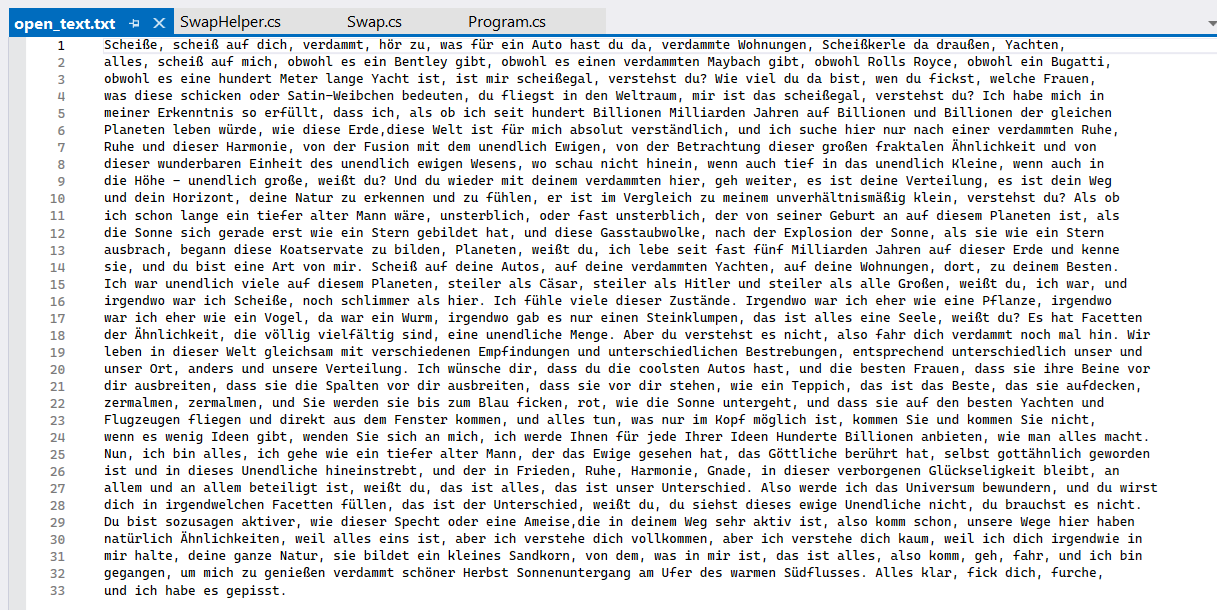 open_text.txt SwapHelper.cs Swap.cs Program.cs
1 Scheiße, scheiß auf dich, verdammt, hör zu, was für ein Auto hast du da, verdammte Wohnungen, Scheißkerle da draußen, Yachten,
2 alles, scheiß auf mich, obwohl es ein Bentley gibt, obwohl es einen verdammten Maybach gibt, obwohl Rolls Royce, obwohl ein Bugatti,
3 obwohl es eine hundert Meter lange Yacht ist, ist mir scheißegal, verstehst du? Wie viel du da bist, wen du fickst, welche Frauen,
4 was diese schicken oder Satin-Weibchen bedeuten, du fliegst in den Weltraum, mir ist das scheißegal, verstehst du? Ich habe mich in
5 meiner Erkenntnis so erfüllt, dass ich, als ob ich seit hundert Billionen Milliarden Jahren auf Billionen und Billionen der gleichen
6 Planeten leben würde, wie diese Erde,diese Welt ist für mich absolut verständlich, und ich suche hier nur nach einer verdammten Ruhe,
7 Ruhe und dieser Harmonie, von der Fusion mit dem unendlich Ewigen, von der Betrachtung dieser großen fraktalen Ähnlichkeit und von
8 dieser wunderbaren Einheit des unendlich ewigen Wesens, wo schau nicht hinein, wenn auch tief in das unendlich Kleine, wenn auch in
9 die Höhe - unendlich große, weißt du? Und du wieder mit deinem verdammten hier, geh weiter, es ist deine Verteilung, es ist dein Weg
10 und dein Horizont, deine Natur zu erkennen und zu fühlen, er ist im Vergleich zu meinem unverhältnismäßig klein, verstehst du? Als ob
11 ich schon lange ein tiefer alter Mann wäre, unsterblich, oder fast unsterblich, der von seiner Geburt an auf diesem Planeten ist, als
12 die Sonne sich gerade erst wie ein Stern gebildet hat, und diese Gasstaubwolke, nach der Explosion der Sonne, als sie wie ein Stern
13 ausbrach, begann diese Koatservate zu bilden, Planeten, weißt du, ich lebe seit fast fünf Milliarden Jahren auf dieser Erde und kenne
14 sie, und du bist eine Art von mir. Scheiß auf deine Autos, auf deine verdammten Yachten, auf deine Wohnungen, dort, zu deinem Besten.
15 Ich war unendlich viele auf diesem Planeten, steiler als Cäsar, steiler als Hitler und steiler als alle Großen, weißt du, ich war, und
16 irgendwo war ich Scheiße, noch schlimmer als hier. Ich fühle viele dieser Zustände. Irgendwo war ich eher wie eine Pflanze, irgendwo
17 war ich eher wie ein Vogel, da war ein Wurm, irgendwo gab es nur einen Steinklumpen, das ist alles eine Seele, weißt du? Es hat Facetten
18 der Ähnlichkeit, die völlig vielfältig sind, eine unendliche Menge. Aber du verstehst es nicht, also fahr dich verdammt noch mal hin. Wir
19 leben in dieser Welt gleichsam mit verschiedenen Empfindungen und unterschiedlichen Bestrebungen, entsprechend unterschiedlich unser und
20 unser Ort, anders und unsere Verteilung. Ich wünsche dir, dass du die coolsten Autos hast, und die besten Frauen, dass sie ihre Beine vor
21 dir ausbreiten, dass sie die Spalten vor dir ausbreiten, dass sie vor dir stehen, wie ein Teppich, das ist das Beste, das sie aufdecken,
22 zermalmen, zermalmen, und Sie werden sie bis zum Blau ficken, rot, wie die Sonne untergeht, und dass sie auf den besten Yachten und
23 Flugzeugen fliegen und direkt aus dem Fenster kommen, und alles tun, was nur im Kopf möglich ist, kommen Sie und kommen Sie nicht,
24 wenn es wenig Ideen gibt, wenden Sie sich an mich, ich werde Ihnen für jede Ihrer Ideen Hunderte Billionen anbieten, wie man alles macht.
25 Nun, ich bin alles, ich gehe wie ein tiefer alter Mann, der das Ewige gesehen hat, das Göttliche berührt hat, selbst gottähnlich geworden
26 ist und in dieses Unendliche hineinstrebt, und der in Frieden, Ruhe, Harmonie, Gnade, in dieser verborgenen Glückseligkeit bleibt, an
27 allem und an allem beteiligt ist, weißt du, das ist alles, das ist unser Unterschied. Also werde ich das Universum bewundern, und du wirst
28 dich in irgendwelchen Facetten füllen, das ist der Unterschied, weißt du, du siehst dieses ewige Unendliche nicht, du brauchst es nicht.
29 Du bist sozusagen aktiver, wie dieser Specht oder eine Ameise,die in deinem Weg sehr aktiv ist, also komm schon, unsere Wege hier haben
30 natürlich Ähnlichkeiten, weil alles eins ist, aber ich verstehe dich vollkommen, aber ich verstehe dich kaum, weil ich dich irgendwie in
31 mir halte, deine ganze Natur, sie bildet ein kleines Sandkorn, von dem, was in mir ist, das ist alles, also komm, geh, fahr, und ich bin
32 gegangen, um mich zu genießen verdammt schöner Herbst Sonnenuntergang am Ufer des warmen Südflusses. Alles klar, fick dich, furche,
33 und ich habe es gepisst.